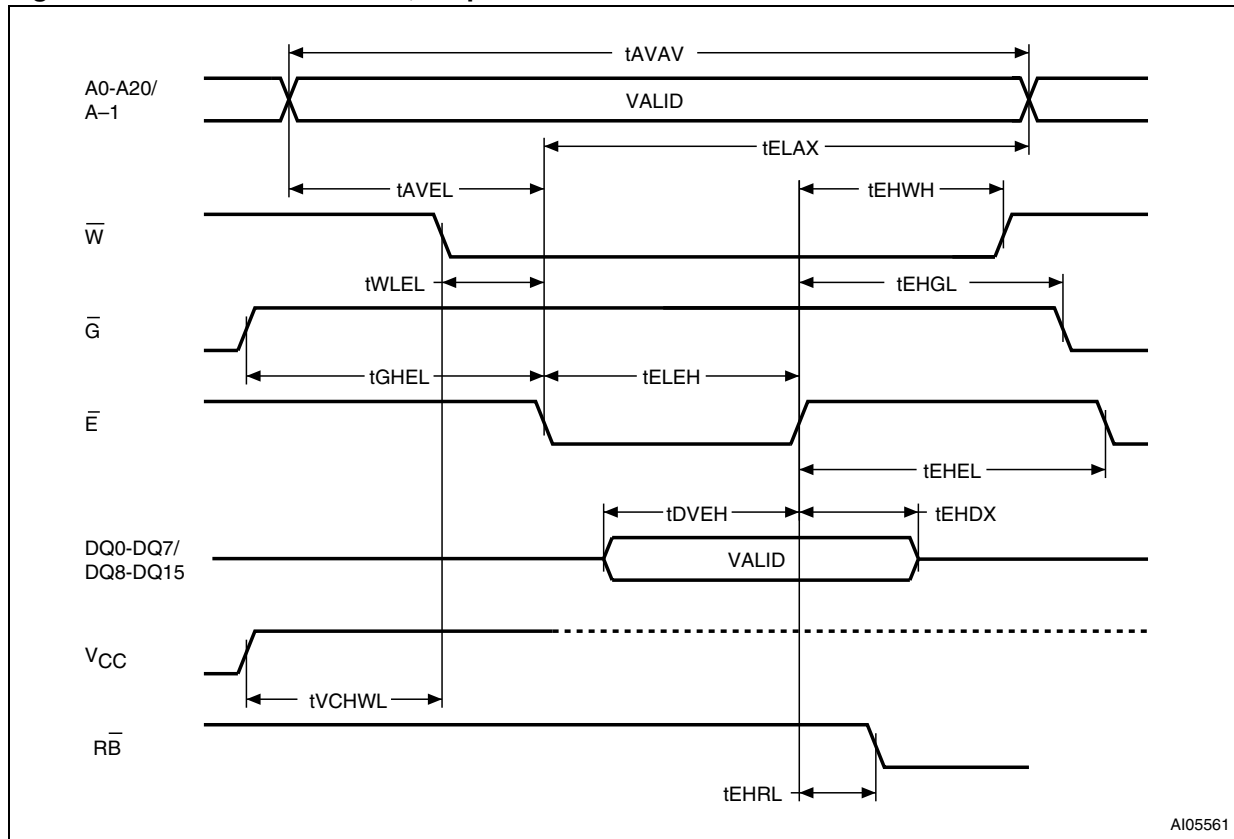 tAVAV
A0-A20/
A–1
VALID
tELAX
tAVEL
tEHWH
W̅
tWLEL
tEHGL
G̅
tGHEL
tELEH
E̅
tEHEL
tDVEH
tEHDX
DQ0-DQ7/
DQ8-DQ15
VALID
VCC
tVCHWL
RB̅
tEHRL
AI05561